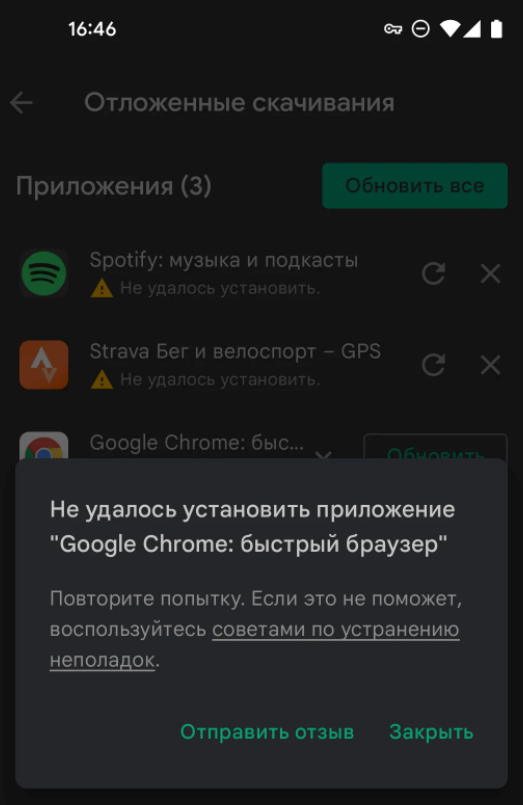 16:46
Отложенные скачивания
Приложения (3)
Обновить все
Spotify: музыка и подкасты
Не удалось установить.
Strava Бег и велоспорт – GPS
Не удалось установить.
Google Chrome: быс...
Обновить
Не удалось установить приложение
"Google Chrome: быстрый браузер"
Повторите попытку. Если это не поможет,
воспользуйтесь советами по устранению
неполадок.
Отправить отзыв
Закрыть